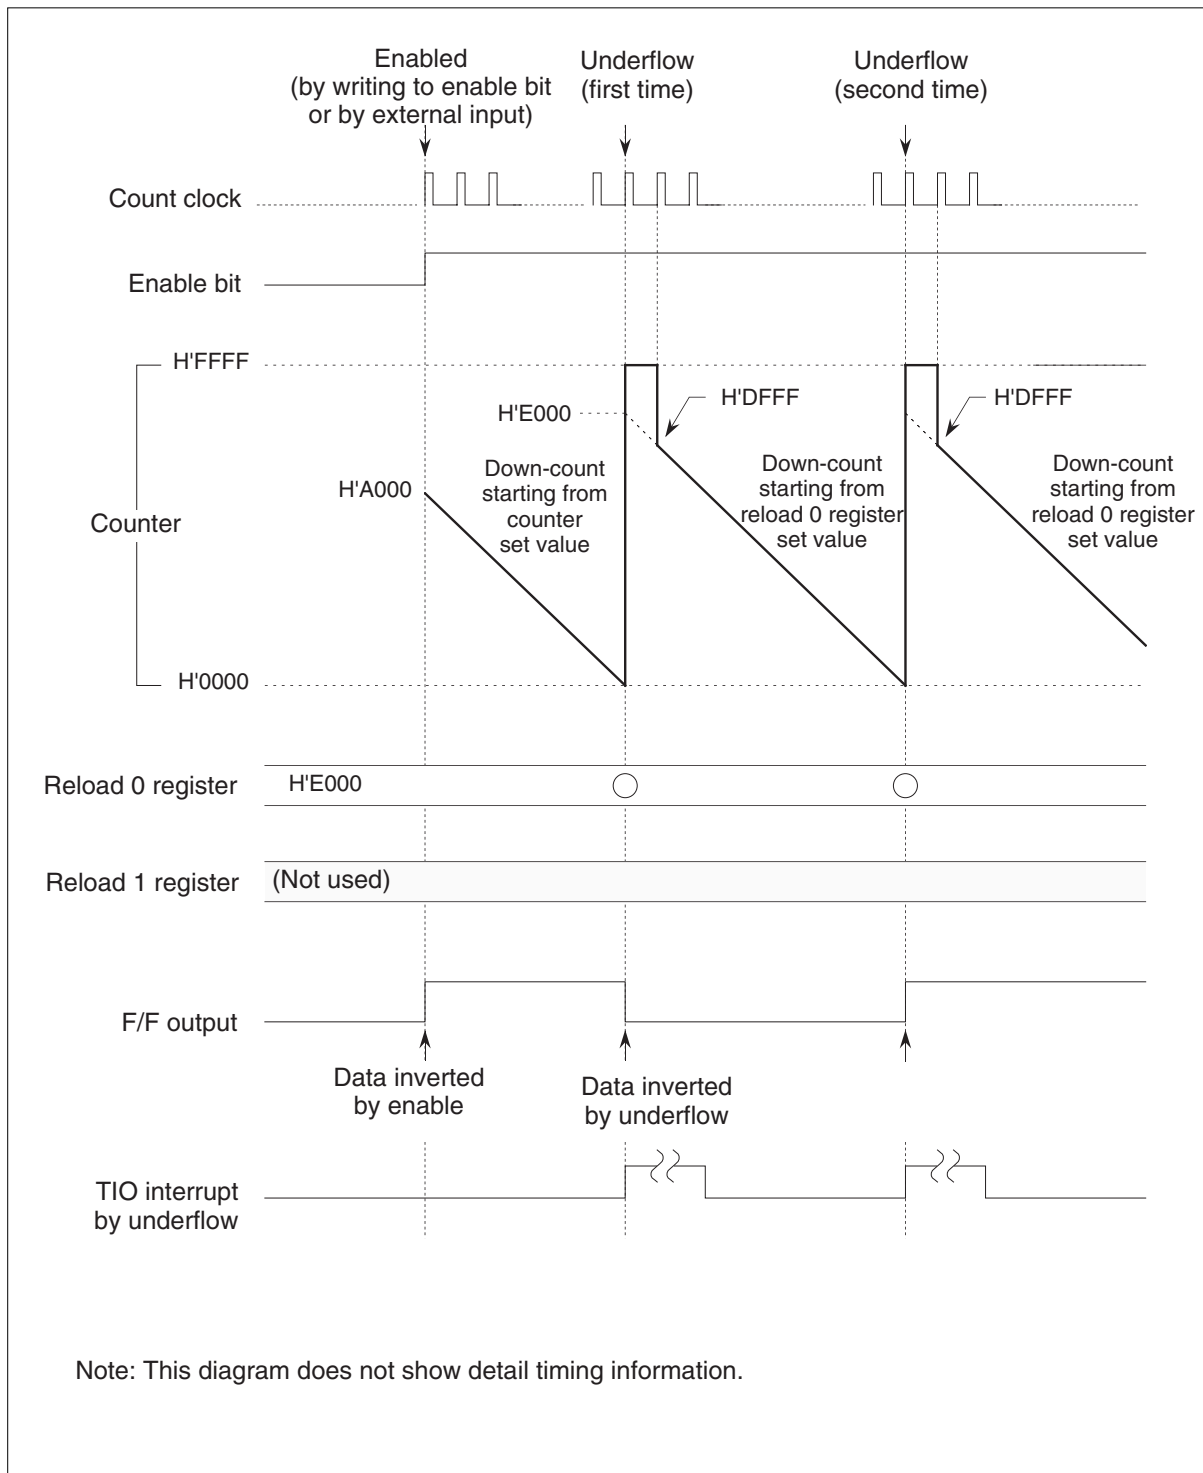 Enabled
(by writing to enable bit
or by external input)
Underflow
(first time)
Underflow
(second time)
Count clock
Enable bit
H'FFFF
H'E000
H'DFFF
H'DFFF
H'A000
Down-count
starting from
counter
set value
Down-count
starting from
reload 0 register
set value
Down-count
starting from
reload 0 register
set value
Counter
H'0000
Reload 0 register
H'E000
Reload 1 register
(Not used)
F/F output
Data inverted
by enable
Data inverted
by underflow
TIO interrupt
by underflow
Note: This diagram does not show detail timing information.